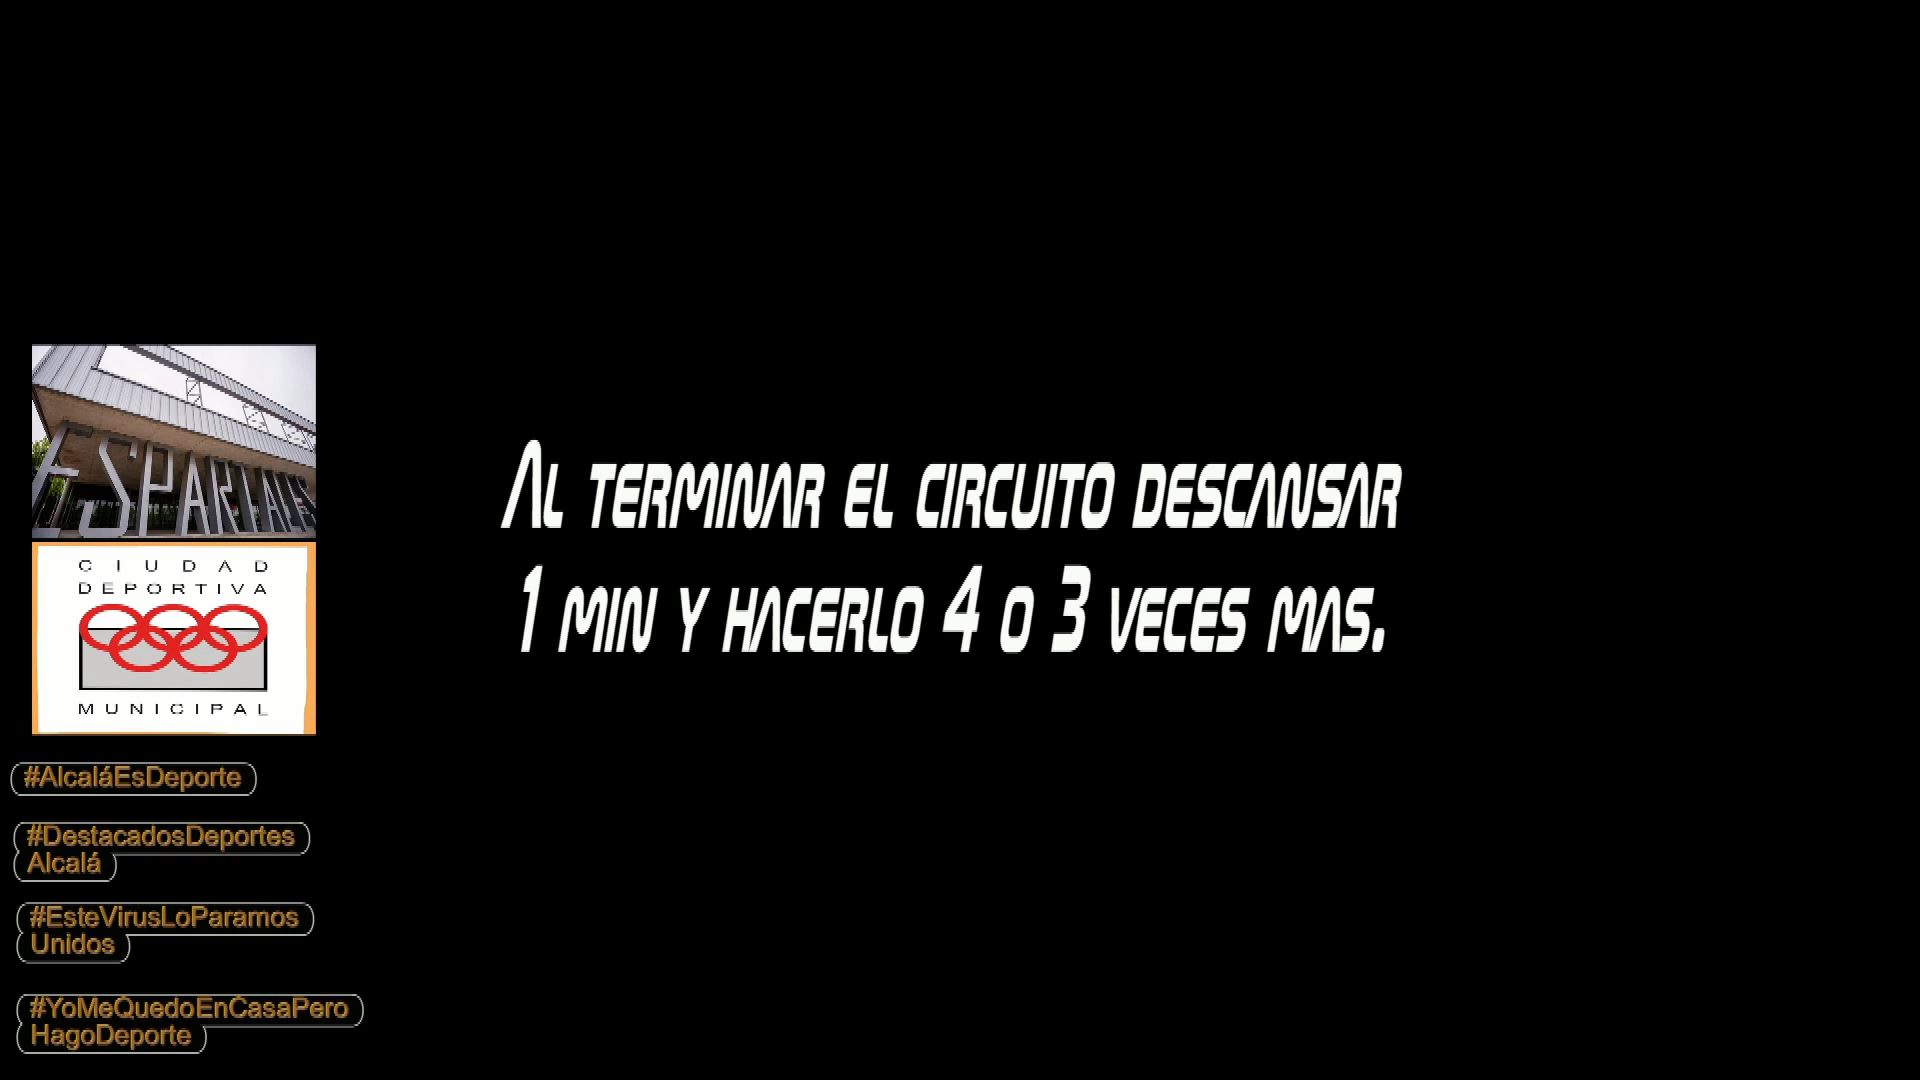 ESPARTALES
CIUDAD
DEPORTIVA
MUNICIPAL
#AlcaláEsDeporte
#DestacadosDeportes
Alcalá
#EsteVirusLoParamos
Unidos
#YoMeQuedoEnCasaPero
HagoDeporte
Al terminar el circuito descansar
1 min y hacerlo 4 o 3 veces mas.